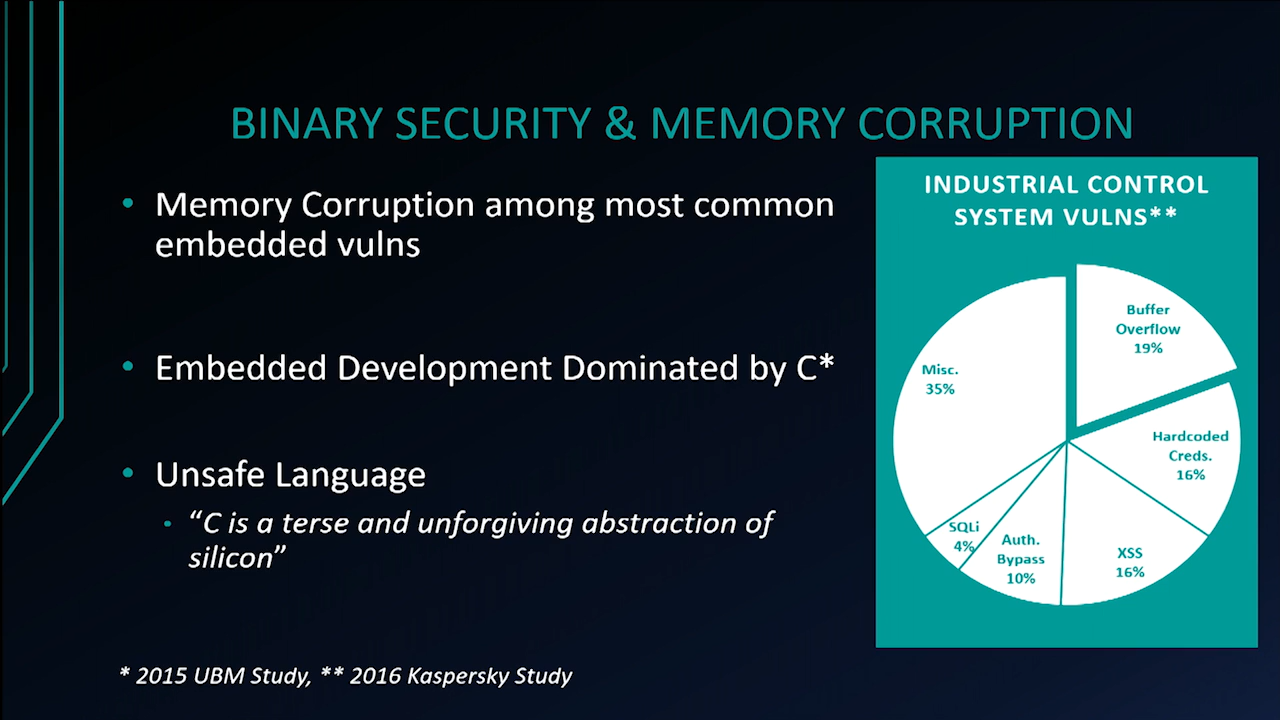 BINARY SECURITY & MEMORY CORRUPTION
• Memory Corruption among most common
embedded vulns
• Embedded Development Dominated by C*
• Unsafe Language
• “C is a terse and unforgiving abstraction of
silicon”
* 2015 UBM Study, ** 2016 Kaspersky Study
INDUSTRIAL CONTROL
SYSTEM VULNS**
Buffer
Overflow
19%
Hardcoded
Creds.
16%
XSS
16%
Auth.
Bypass
10%
SQLi
4%
Misc.
35%